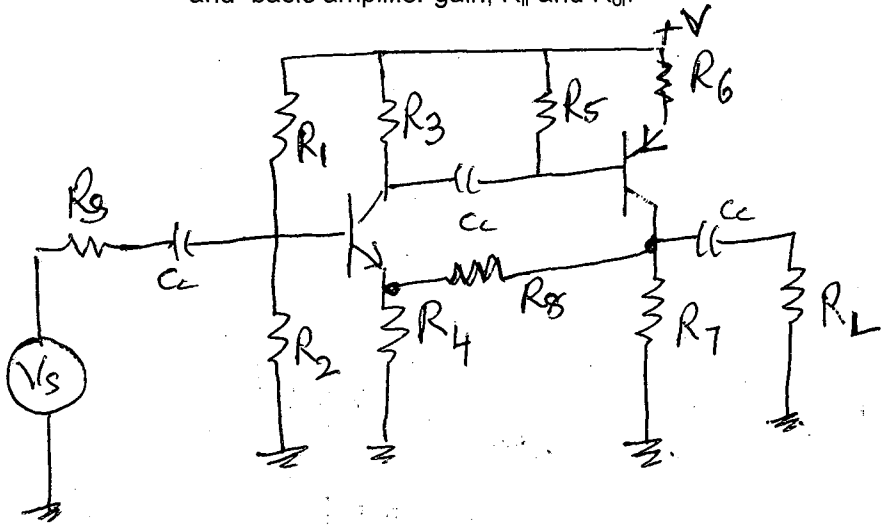 and basic amplifier gain, Rif and Rof.
+V
R6
R1
R3
R5
Rs
Cc
Cc
Cc
R8
R2
R4
R7
RL
Vs